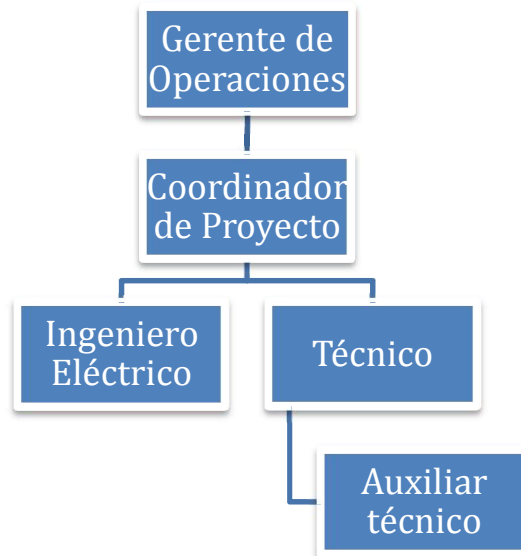 Gerente de
Operaciones
Coordinador
de Proyecto
Ingeniero
Eléctrico
Técnico
Auxiliar
técnico